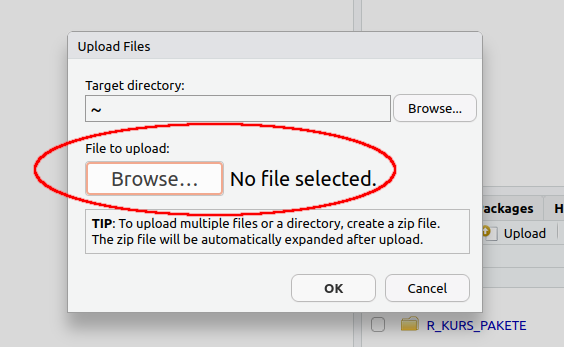 Upload Files
Target directory:
~
Browse...
File to upload:
Browse...
No file selected.
TIP: To upload multiple files or a directory, create a zip file.
The zip file will be automatically expanded after upload.
OK
Cancel
ackages
H
Upload
R_KURS_PAKETE